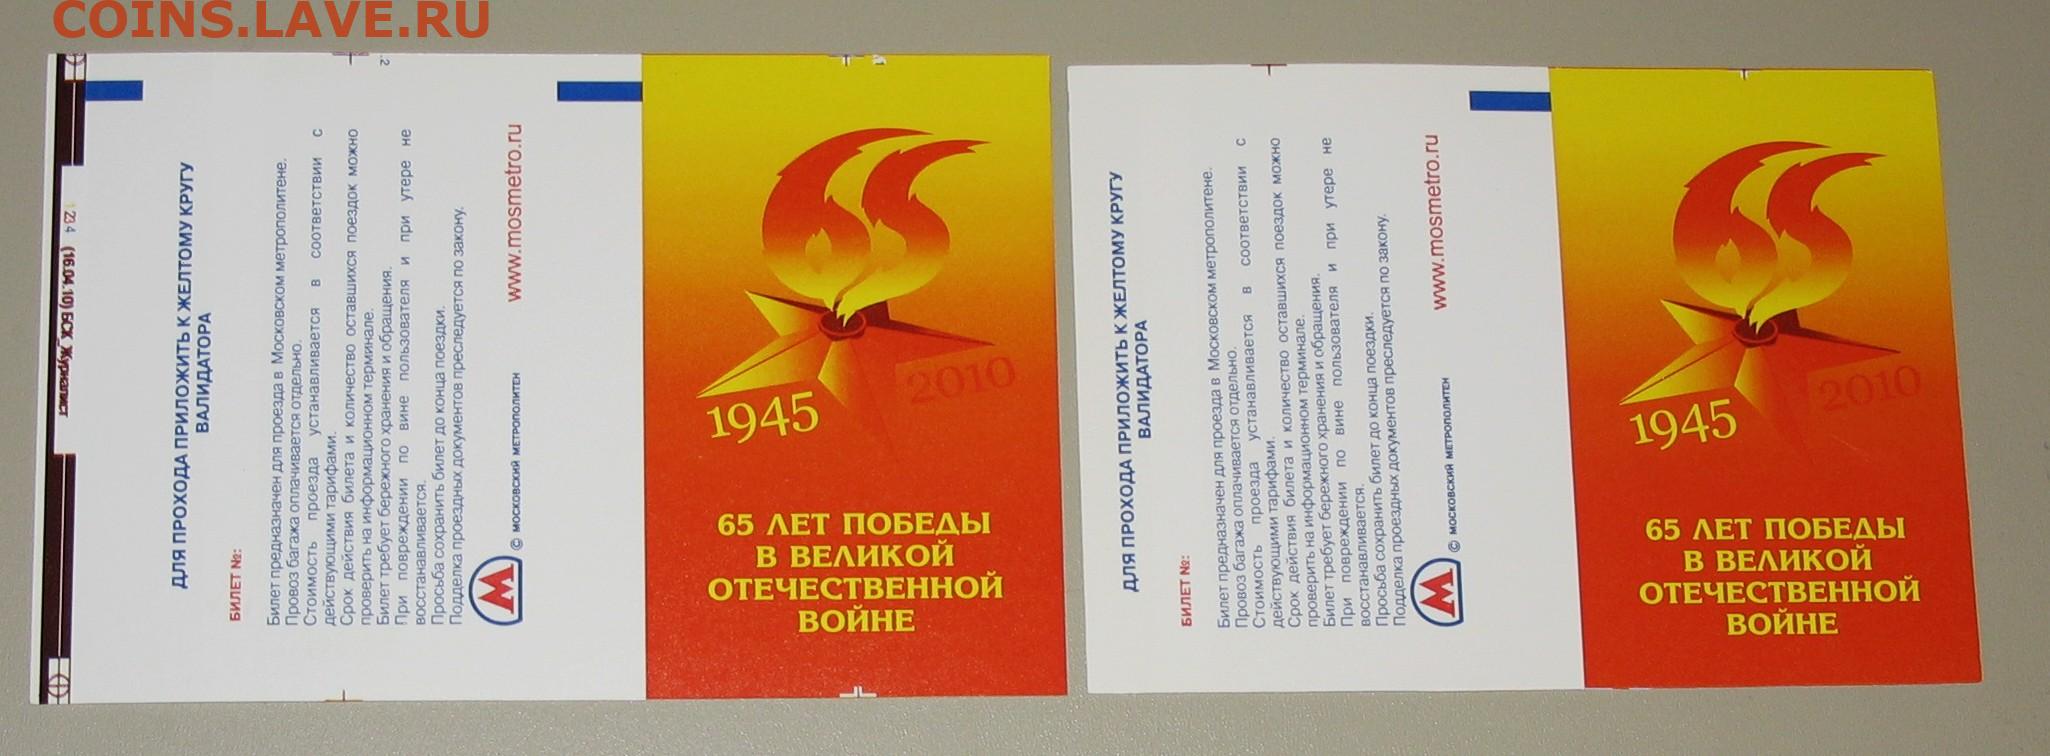 COINS.LAVE.RU
2
4 (16.04.10) БСК_Журналист
ДЛЯ ПРОХОДА ПРИЛОЖИТЬ К ЖЕЛТОМУ КРУГУ
ВАЛИДАТОРА
БИЛЕТ №:
Билет предназначен для проезда в Московском метрополитене.
Провоз багажа оплачивается отдельно.
Стоимость проезда устанавливается в соответствии с
действующими тарифами.
Срок действия билета и количество оставшихся поездок можно
проверить на информационном терминале.
Билет требует бережного хранения и обращения.
При повреждении по вине пользователя и при утере не
восстанавливается.
Просьба сохранить билет до конца поездки.
Подделка проездных документов преследуется по закону.
© МОСКОВСКИЙ МЕТРОПОЛИТЕН
www.mosmetro.ru
1945
2010
65 ЛЕТ ПОБЕДЫ
В ВЕЛИКОЙ
ОТЕЧЕСТВЕННОЙ
ВОЙНЕ
ДЛЯ ПРОХОДА ПРИЛОЖИТЬ К ЖЕЛТОМУ КРУГУ
ВАЛИДАТОРА
БИЛЕТ №:
Билет предназначен для проезда в Московском метрополитене.
Провоз багажа оплачивается отдельно.
Стоимость проезда устанавливается в соответствии с
действующими тарифами.
Срок действия билета и количество оставшихся поездок можно
проверить на информационном терминале.
Билет требует бережного хранения и обращения.
При повреждении по вине пользователя и при утере не
восстанавливается.
Просьба сохранить билет до конца поездки.
Подделка проездных документов преследуется по закону.
© МОСКОВСКИЙ МЕТРОПОЛИТЕН
www.mosmetro.ru
1945
2010
65 ЛЕТ ПОБЕДЫ
В ВЕЛИКОЙ
ОТЕЧЕСТВЕННОЙ
ВОЙНЕ